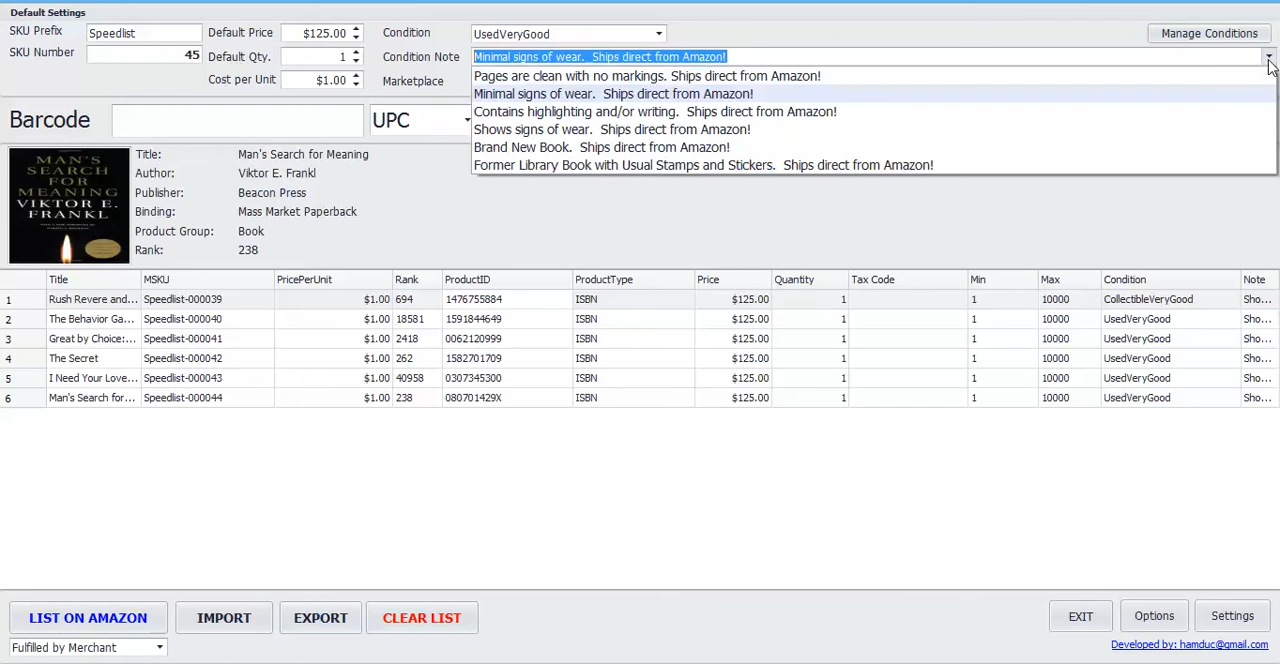 Default Settings
SKU Prefix Speedlist Default Price $125.00 Condition UsedVeryGood Manage Conditions
SKU Number 45 Default Qty. 1 Condition Note Minimal signs of wear.  Ships direct from Amazon!
Cost per Unit $1.00 Marketplace
Pages are clean with no markings. Ships direct from Amazon!
Minimal signs of wear.  Ships direct from Amazon!
Contains highlighting and/or writing.  Ships direct from Amazon!
Shows signs of wear.  Ships direct from Amazon!
Brand New Book.  Ships direct from Amazon!
Former Library Book with Usual Stamps and Stickers.  Ships direct from Amazon!
Barcode UPC
MAN'S
SEARCH
FOR
MEANING
VIKTOR E.
FRANKL
Title: Man's Search for Meaning
Author: Viktor E. Frankl
Publisher: Beacon Press
Binding: Mass Market Paperback
Product Group: Book
Rank: 238
Title MSKU PricePerUnit Rank ProductID ProductType Price Quantity Tax Code Min Max Condition Note
1 Rush Revere and... Speedlist-000039 $1.00 694 1476755884 ISBN $125.00 1 1 10000 CollectibleVeryGood Sho...
2 The Behavior Ga... Speedlist-000040 $1.00 18581 1591844649 ISBN $125.00 1 1 10000 UsedVeryGood Sho...
3 Great by Choice:... Speedlist-000041 $1.00 2418 0062120999 ISBN $125.00 1 1 10000 UsedVeryGood Sho...
4 The Secret Speedlist-000042 $1.00 262 1582701709 ISBN $125.00 1 1 10000 UsedVeryGood Sho...
5 I Need Your Love... Speedlist-000043 $1.00 40958 0307345300 ISBN $125.00 1 1 10000 UsedVeryGood Sho...
6 Man's Search for... Speedlist-000044 $1.00 238 080701429X ISBN $125.00 1 1 10000 UsedVeryGood Sho...
LIST ON AMAZON IMPORT EXPORT CLEAR LIST EXIT Options Settings
Fulfilled by Merchant Developed by: hamduc@gmail.com